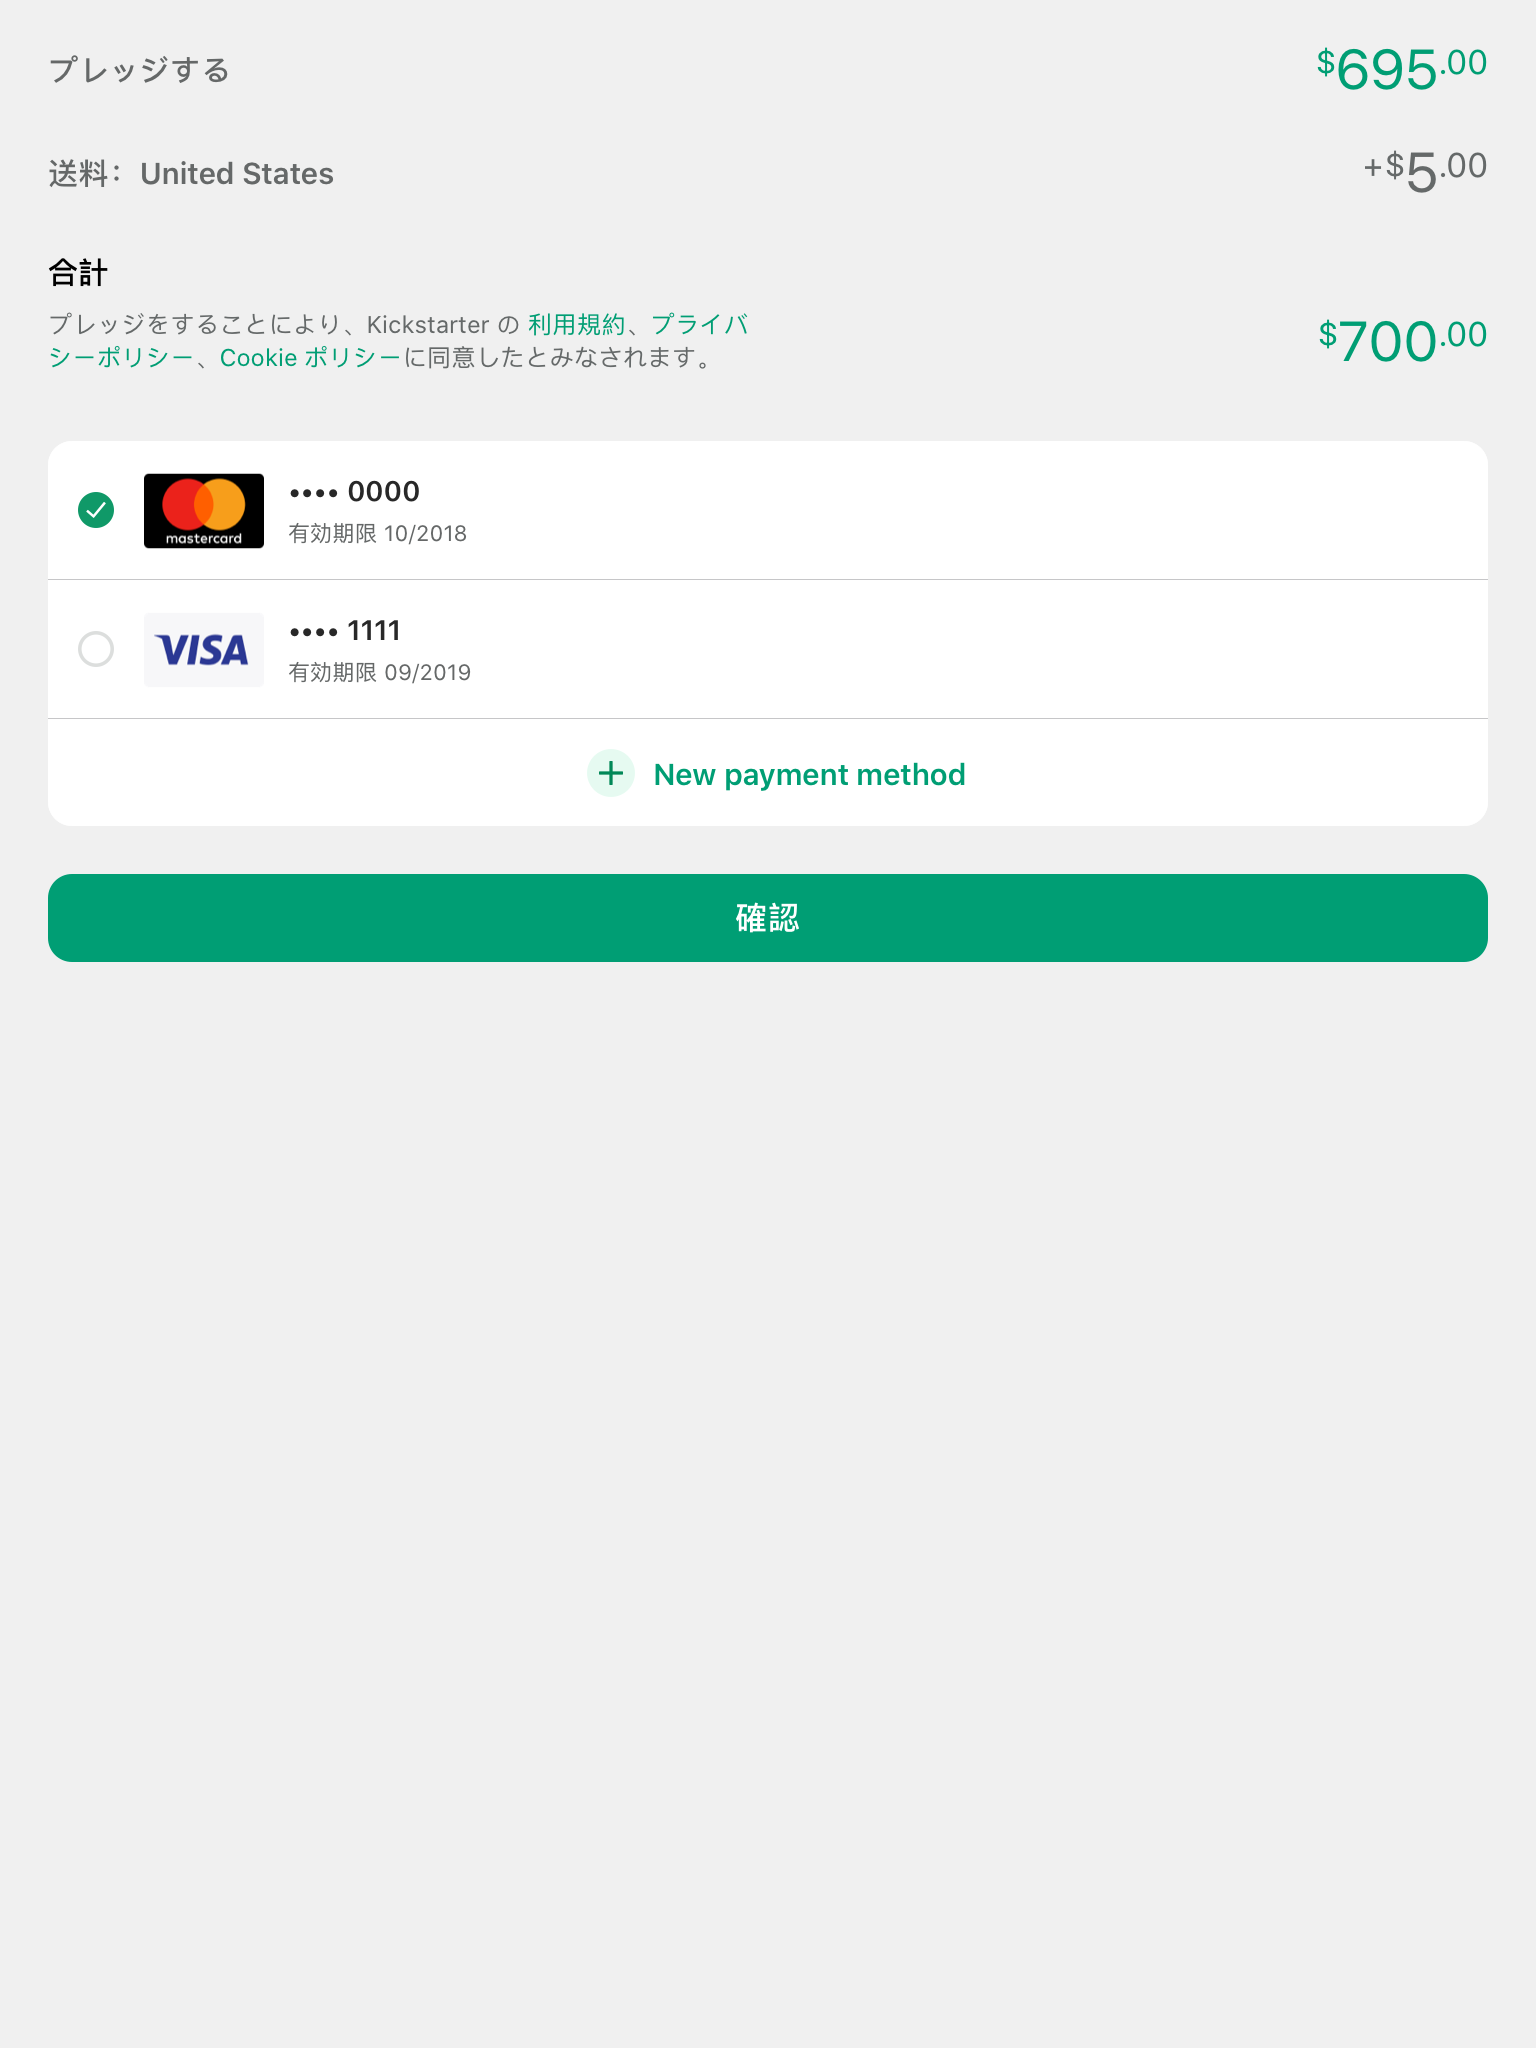 プレッジする
$695.00
送料： United States
+$5.00
合計
プレッジをすることにより、Kickstarter の 利用規約、プライバ
シーポリシー、Cookie ポリシーに同意したとみなされます。
$700.00
mastercard
•••• 0000
有効期限 10/2018
VISA
•••• 1111
有効期限 09/2019
New payment method
確認